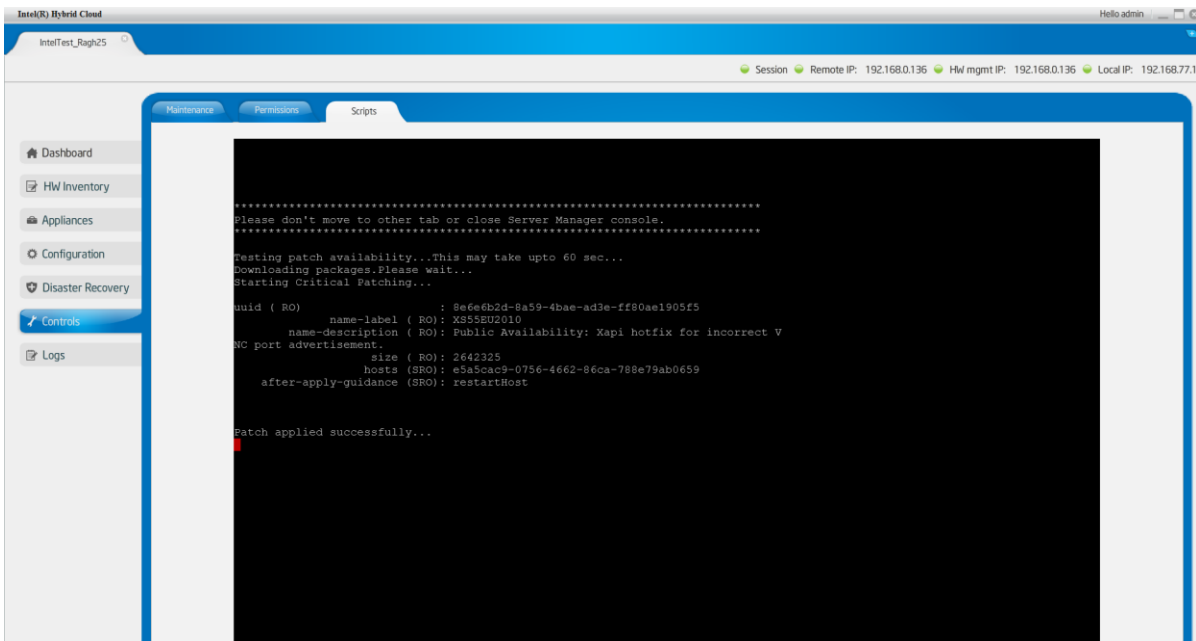 Intel(R) Hybrid Cloud
Hello admin
IntelTest_Ragh25
Session Remote IP: 192.168.0.136 HW mgmt IP: 192.168.0.136 Local IP: 192.168.77.1
Maintenance Permissions Scripts
Dashboard
HW Inventory
Appliances
Configuration
Disaster Recovery
Controls
Logs
*****************************************************************************
Please don't move to other tab or close Server Manager console.
*****************************************************************************
Testing patch availability...This may take upto 60 sec...
Downloading packages.Please wait...
Starting Critical Patching...
uuid ( RO) : 8e6e6b2d-8a59-4bae-ad3e-ff80ae1905f5
name-label ( RO): XS55EU2010
name-description ( RO): Public Availability: Xapi hotfix for incorrect V
NC port advertisement.
size ( RO): 2642325
hosts (SRO): e5a5cac9-0756-4662-86ca-788e79ab0659
after-apply-guidance (SRO): restartHost
Patch applied successfully...